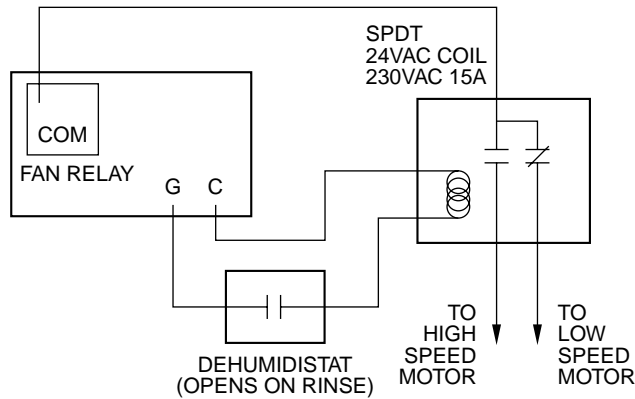 SPDT
24VAC COIL
230VAC 15A
COM
FAN RELAY
G
C
DEHUMIDISTAT
(OPENS ON RINSE)
TO
HIGH
SPEED
MOTOR
TO
LOW
SPEED
MOTOR